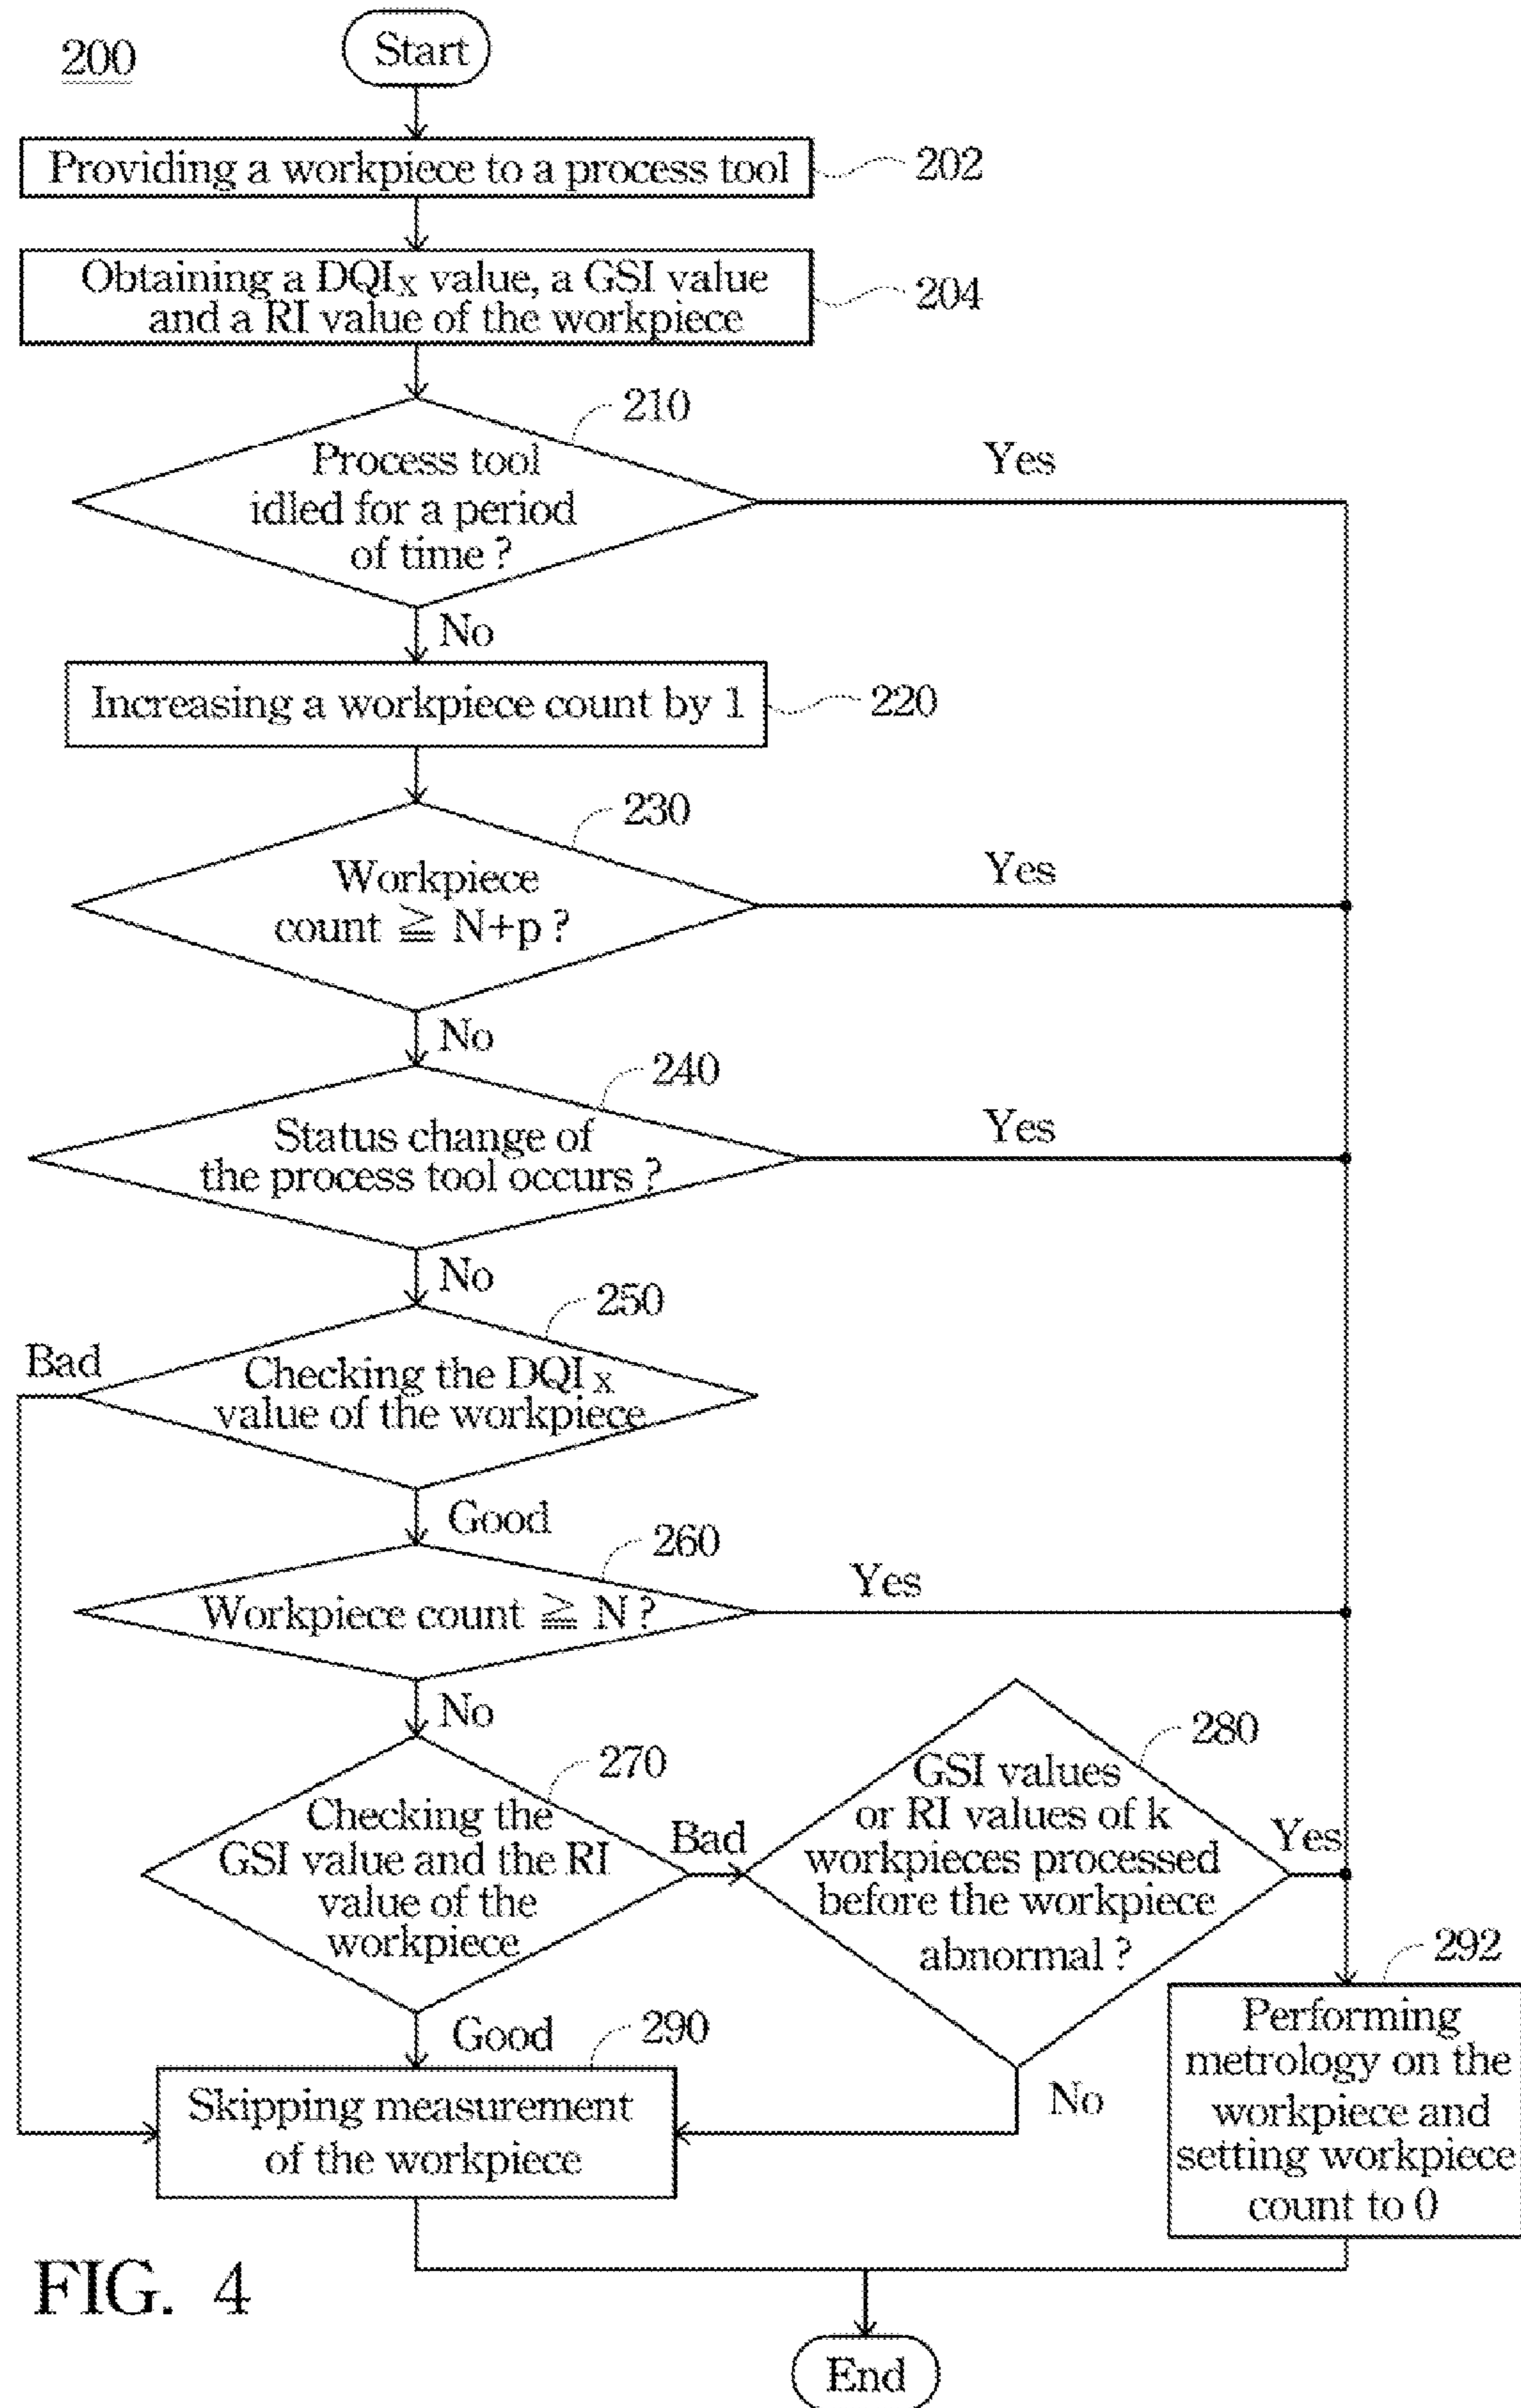 200
Start
Providing a workpiece to a process tool
202
Obtaining a DQIX value, a GSI value
and a RI value of the workpiece
204
210
Process tool
idled for a period
of time ?
Yes
No
Increasing a workpiece count by 1
220
230
Workpiece
count ≧ N+p ?
Yes
No
240
Status change of
the process tool occurs ?
Yes
No
250
Bad
Checking the DQI X
value of the workpiece
Good
260
Workpiece count ≧ N ?
Yes
No
270
Checking the
GSI value and the RI
value of the
workpiece
Bad
280
GSI values
or RI values of k
workpieces processed
before the workpiece
abnormal ?
Yes
Good
290
Skipping measurement
of the workpiece
No
292
Performing
metrology on the
workpiece and
setting workpiece
count to 0
FIG. 4
End